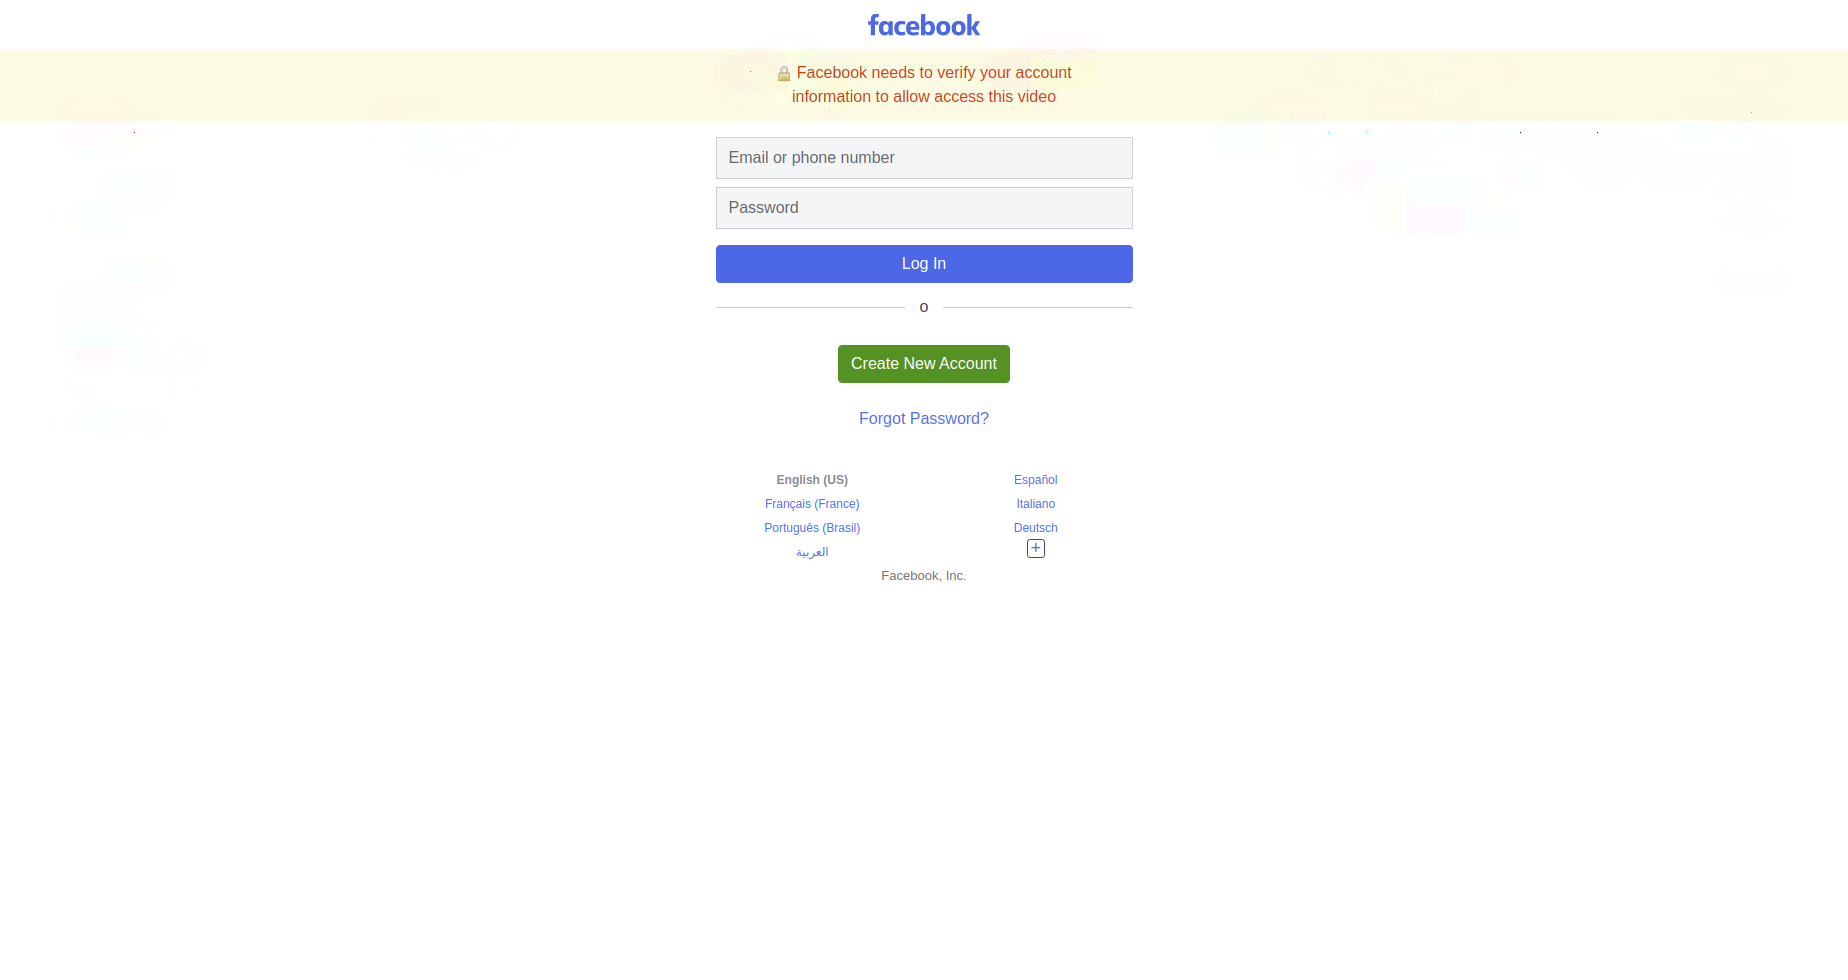 facebook
🔒 Facebook needs to verify your account
information to allow access this video
Email or phone number
Password
Log In
o
Create New Account
Forgot Password?
English (US)
Español
Français (France)
Italiano
Português (Brasil)
Deutsch
العربية
+
Facebook, Inc.